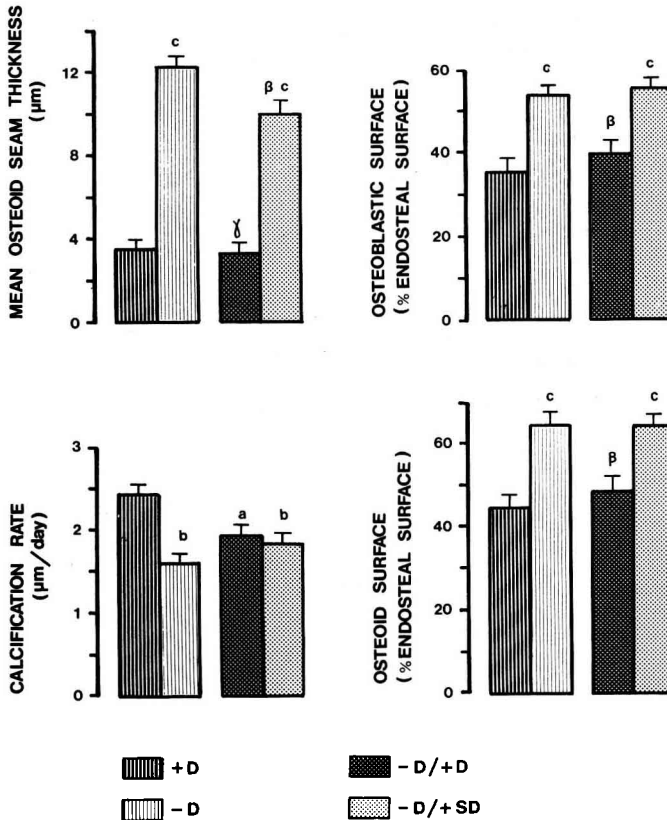 MEAN OSTEOID SEAM THICKNESS
(µm)
12
8
4
0
c
γ
β c
OSTEOBLASTIC SURFACE
(% ENDOSTEAL SURFACE)
60
40
20
0
c
β
c
CALCIFICATION RATE
(µm/day)
3
2
1
0
b
a
b
OSTEOID SURFACE
(% ENDOSTEAL SURFACE)
60
40
20
0
c
β
c
+D
-D/+D
-D
-D/+SD